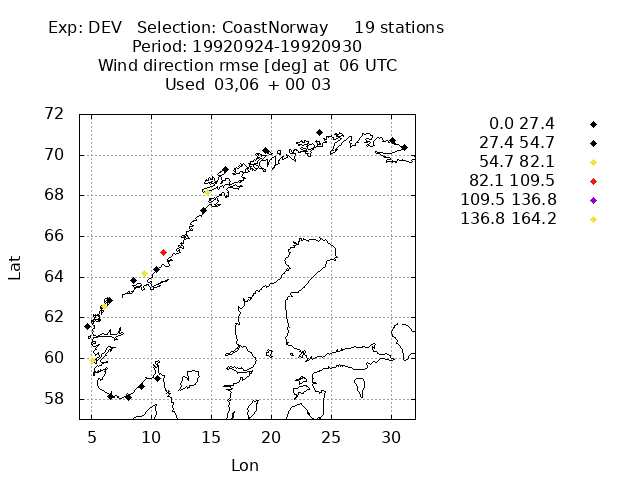 Exp: DEV Selection: CoastNorway 19 stations
Period: 19920924-19920930
Wind direction rmse [deg] at 06 UTC
Used 03,06 + 00 03
0.0 27.4
27.4 54.7
54.7 82.1
82.1 109.5
109.5 136.8
136.8 164.2
72
70
68
66
64
62
60
58
Lat
5 10 15 20 25 30
Lon